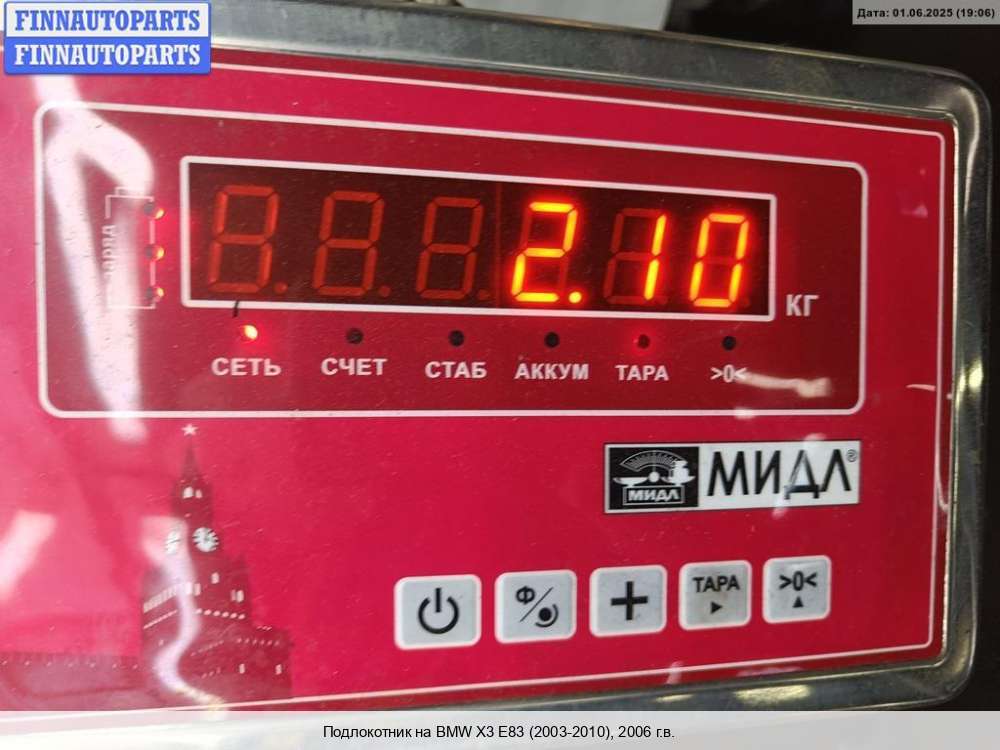 FINNAUTOPARTS
FINNAUTOPARTS
Дата: 01.06.2025 (19:06)
заряд
2.10
КГ
СЕТЬ СЧЕТ СТАБ АККУМ ТАРА >0<
МИДЛ МИДЛ®
Ф ТАРА >0<
Подлокотник на BMW X3 E83 (2003-2010), 2006 г.в.